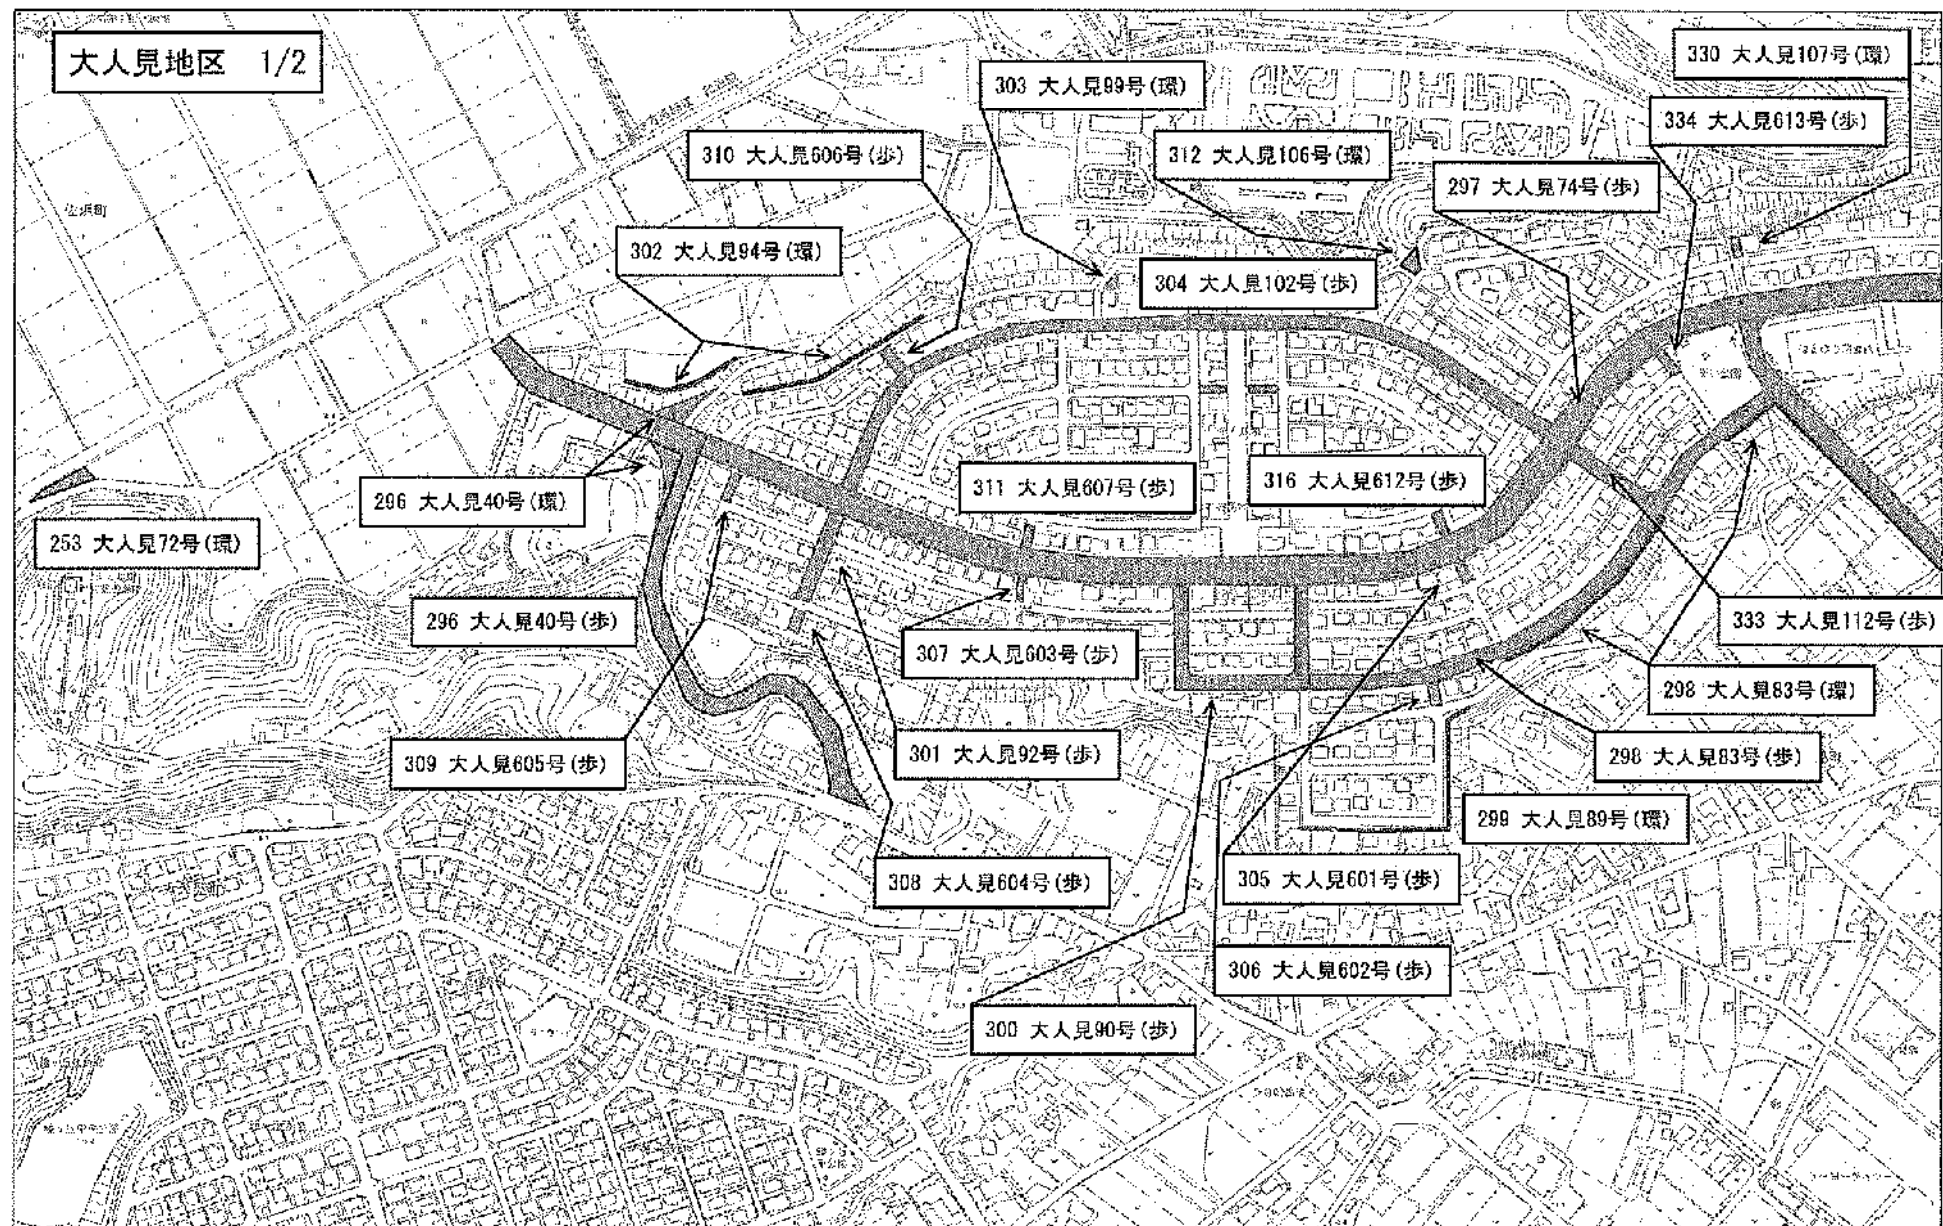 大人見地区 1/2
330 大人見107号(環)
303 大人見99号(環)
334 大人見613号(歩)
310 大人見606号(歩)
312 大人見106号(環)
297 大人見74号(歩)
302 大人見94号(環)
304 大人見102号(歩)
311 大人見607号(歩)
316 大人見612号(歩)
296 大人見40号(環)
253 大人見72号(環)
296 大人見40号(歩)
333 大人見112号(歩)
307 大人見603号(歩)
298 大人見83号(環)
301 大人見92号(歩)
298 大人見83号(歩)
309 大人見605号(歩)
299 大人見89号(環)
308 大人見604号(歩)
305 大人見601号(歩)
306 大人見602号(歩)
300 大人見90号(歩)